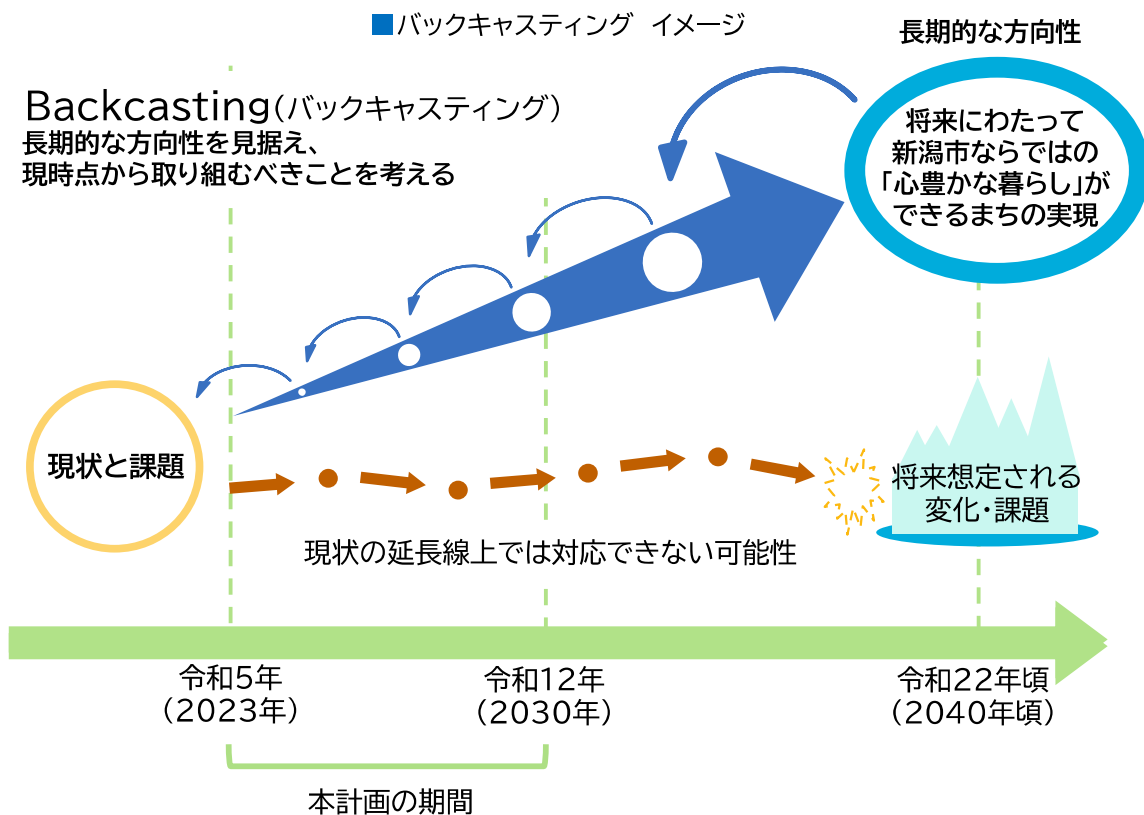 ■バックキャスティング イメージ
長期的な方向性
Backcasting(バックキャスティング)
長期的な方向性を見据え、
現時点から取り組むべきことを考える
将来にわたって
新潟市ならではの
「心豊かな暮らし」が
できるまちの実現
現状と課題
将来想定される
変化・課題
現状の延長線上では対応できない可能性
令和5年
(2023年)
令和12年
(2030年)
令和22年頃
(2040年頃)
本計画の期間